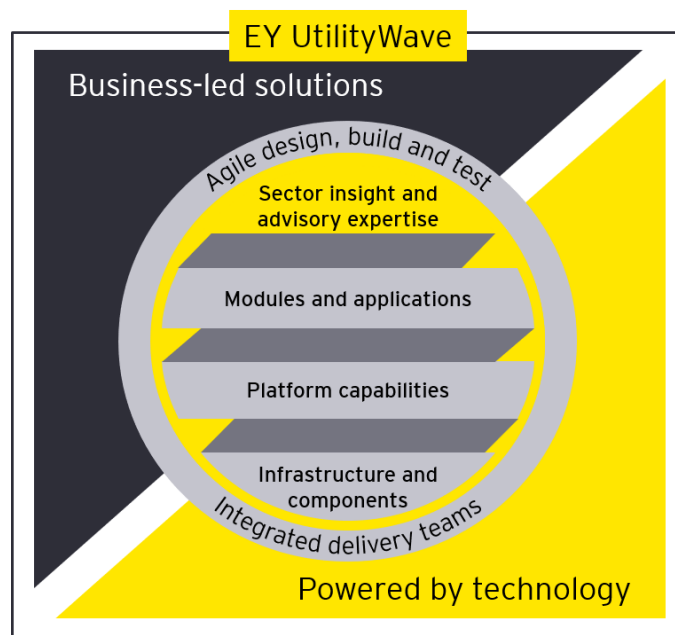 EY UtilityWave
Business-led solutions
Agile design, build and test
Sector insight and
advisory expertise
Modules and applications
Platform capabilities
Infrastructure and
components
Integrated delivery teams
Powered by technology